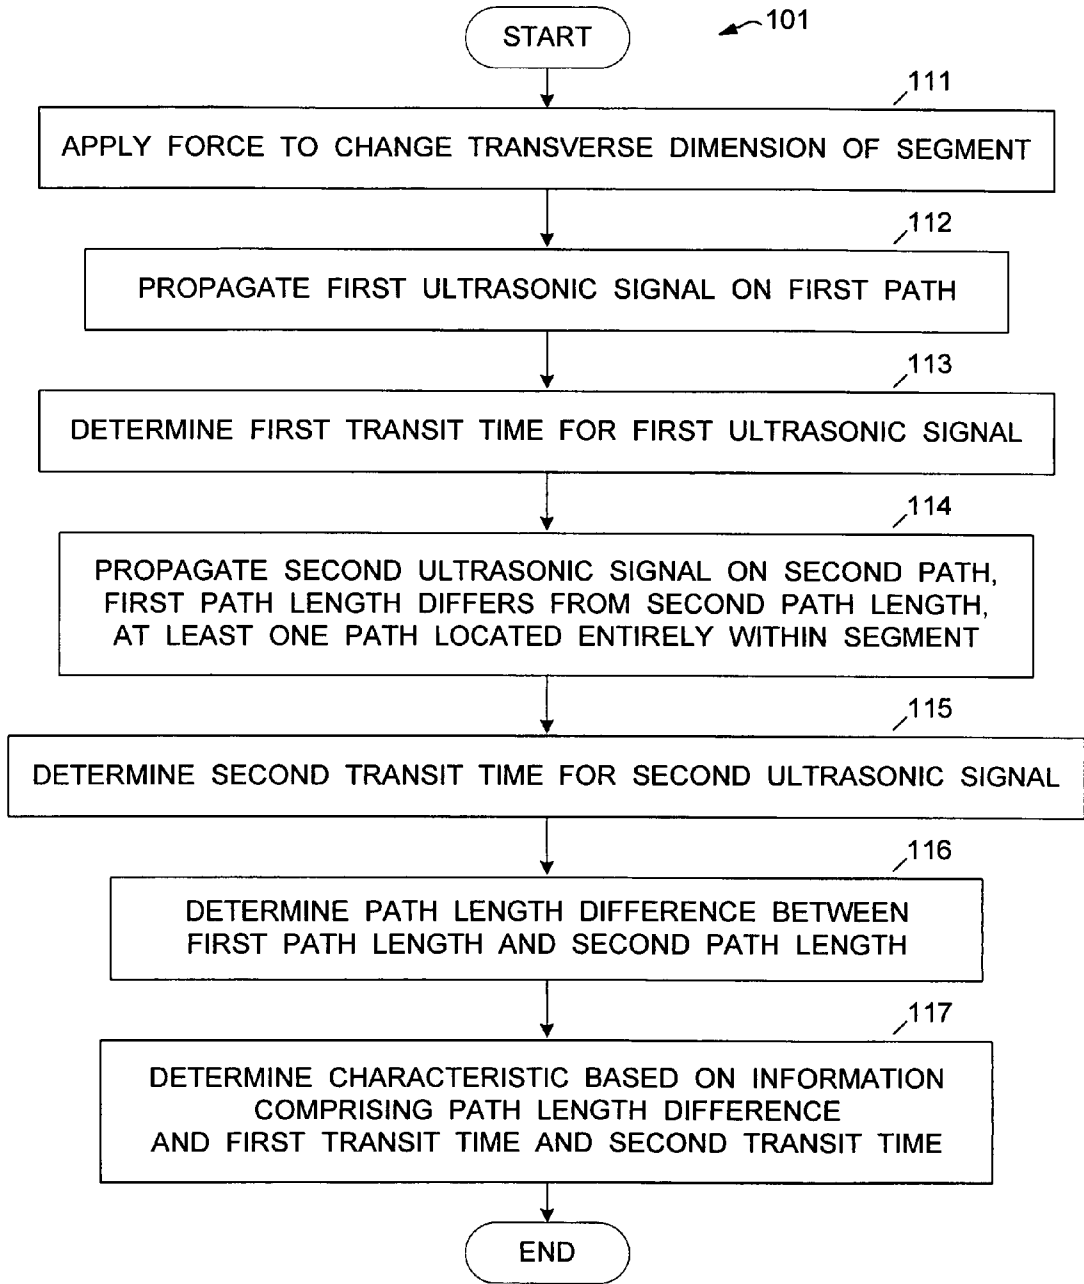 START
101
111
APPLY FORCE TO CHANGE TRANSVERSE DIMENSION OF SEGMENT
112
PROPAGATE FIRST ULTRASONIC SIGNAL ON FIRST PATH
113
DETERMINE FIRST TRANSIT TIME FOR FIRST ULTRASONIC SIGNAL
114
PROPAGATE SECOND ULTRASONIC SIGNAL ON SECOND PATH,
FIRST PATH LENGTH DIFFERS FROM SECOND PATH LENGTH,
AT LEAST ONE PATH LOCATED ENTIRELY WITHIN SEGMENT
115
DETERMINE SECOND TRANSIT TIME FOR SECOND ULTRASONIC SIGNAL
116
DETERMINE PATH LENGTH DIFFERENCE BETWEEN
FIRST PATH LENGTH AND SECOND PATH LENGTH
117
DETERMINE CHARACTERISTIC BASED ON INFORMATION
COMPRISING PATH LENGTH DIFFERENCE
AND FIRST TRANSIT TIME AND SECOND TRANSIT TIME
END